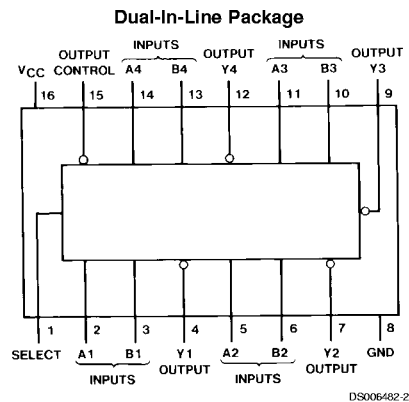 Dual-In-Line Package
OUTPUT INPUTS OUTPUT INPUTS OUTPUT
VCC CONTROL A4 B4 Y4 A3 B3 Y3
16 15 14 13 12 11 10 9
1 2 3 4 5 6 7 8
SELECT A1 B1 Y1 A2 B2 Y2 GND
INPUTS OUTPUT INPUTS OUTPUT
DS006482-2